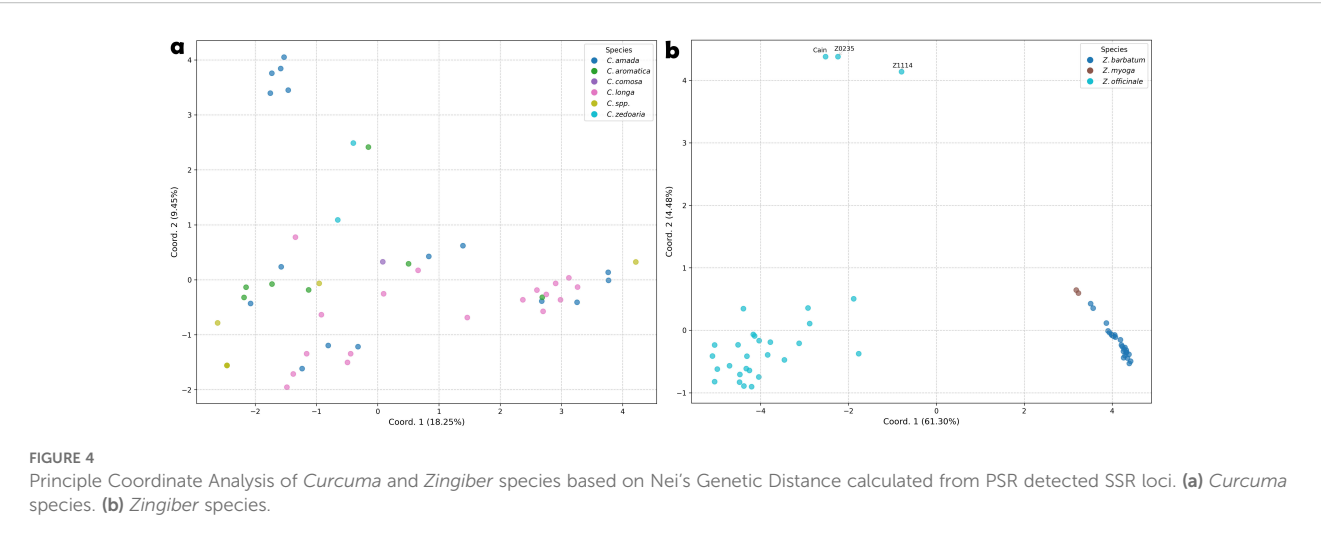 a
Species
C. amada
C. aromatica
C. comosa
C. longa
C. spp.
C. zedoaria
4
3
2
1
0
−1
−2
Coord. 2 (9.45%)
−2 −1 0 1 2 3 4
Coord. 1 (18.25%)
b
Cain Z0235
Z1114
Species
Z. barbatum
Z. myoga
Z. officinale
4
3
2
1
0
−1
Coord. 2 (4.48%)
−4 −2 0 2 4
Coord. 1 (61.30%)
FIGURE 4
Principle Coordinate Analysis of Curcuma and Zingiber species based on Nei's Genetic Distance calculated from PSR detected SSR loci. (a) Curcuma
species. (b) Zingiber species.